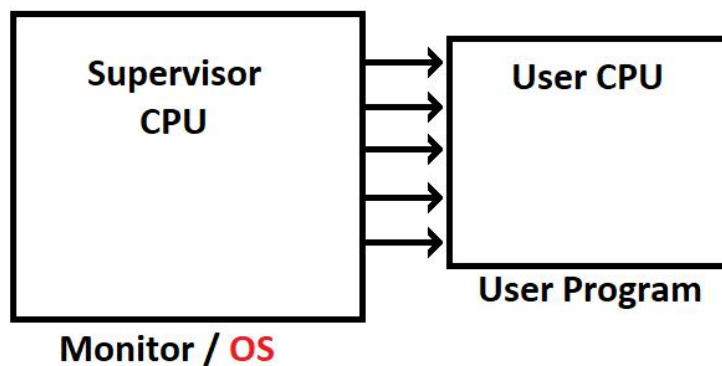 Supervisor
CPU
User CPU
User Program
Monitor / OS